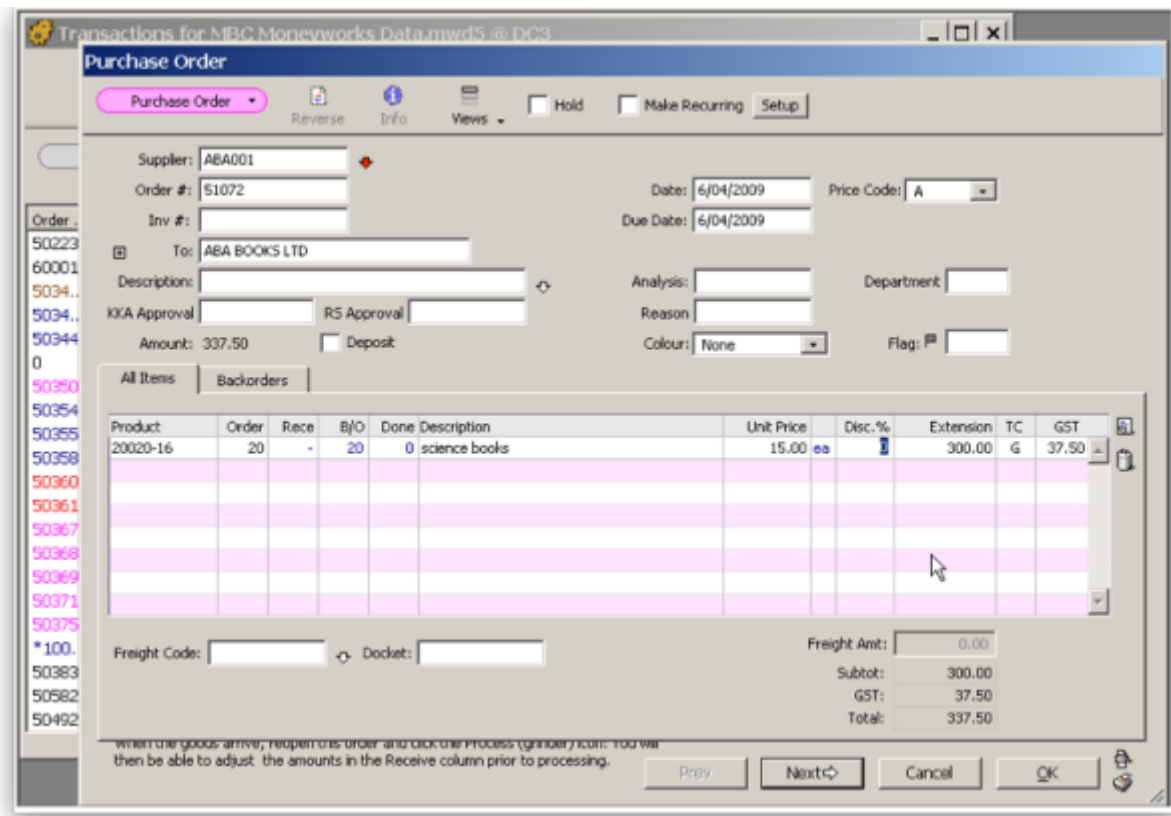 Transactions for MBC Moneyworks Data.mwd5 @ DC3
Purchase Order
Purchase Order Reverse Info Views Hold Make Recurring Setup
Supplier: ABA001
Order #: 51072 Date: 6/04/2009 Price Code: A
Inv #: Due Date: 6/04/2009
To: ABA BOOKS LTD
Description: Analysis: Department
KKA Approval RS Approval Reason
Amount: 337.50 Deposit Colour: None Flag:
All Items Backorders
Product Order Rece B/O Done Description Unit Price Disc.% Extension TC GST
20020-16 20 - 20 0 science books 15.00 ea 0 300.00 G 37.50
Freight Code: Docket: Freight Amt: 0.00
Subtot: 300.00
GST: 37.50
Total: 337.50
When the goods arrive, reopen this order and click the Process (grinder) icon. You will
then be able to adjust the amounts in the Receive column prior to processing.
Prev Next Cancel OK
Order .
50223
60001
5034..
5034..
50344
0
50350
50354
50355
50358
50360
50361
50367
50368
50369
50371
50375
*100.
50383
50582
50492